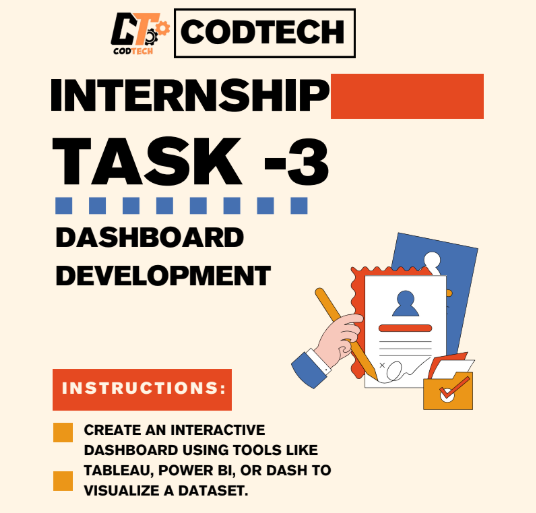 CT
CODTECH
CODTECH
INTERNSHIP
TASK -3
DASHBOARD
DEVELOPMENT
INSTRUCTIONS:
CREATE AN INTERACTIVE
DASHBOARD USING TOOLS LIKE
TABLEAU, POWER BI, OR DASH TO
VISUALIZE A DATASET.